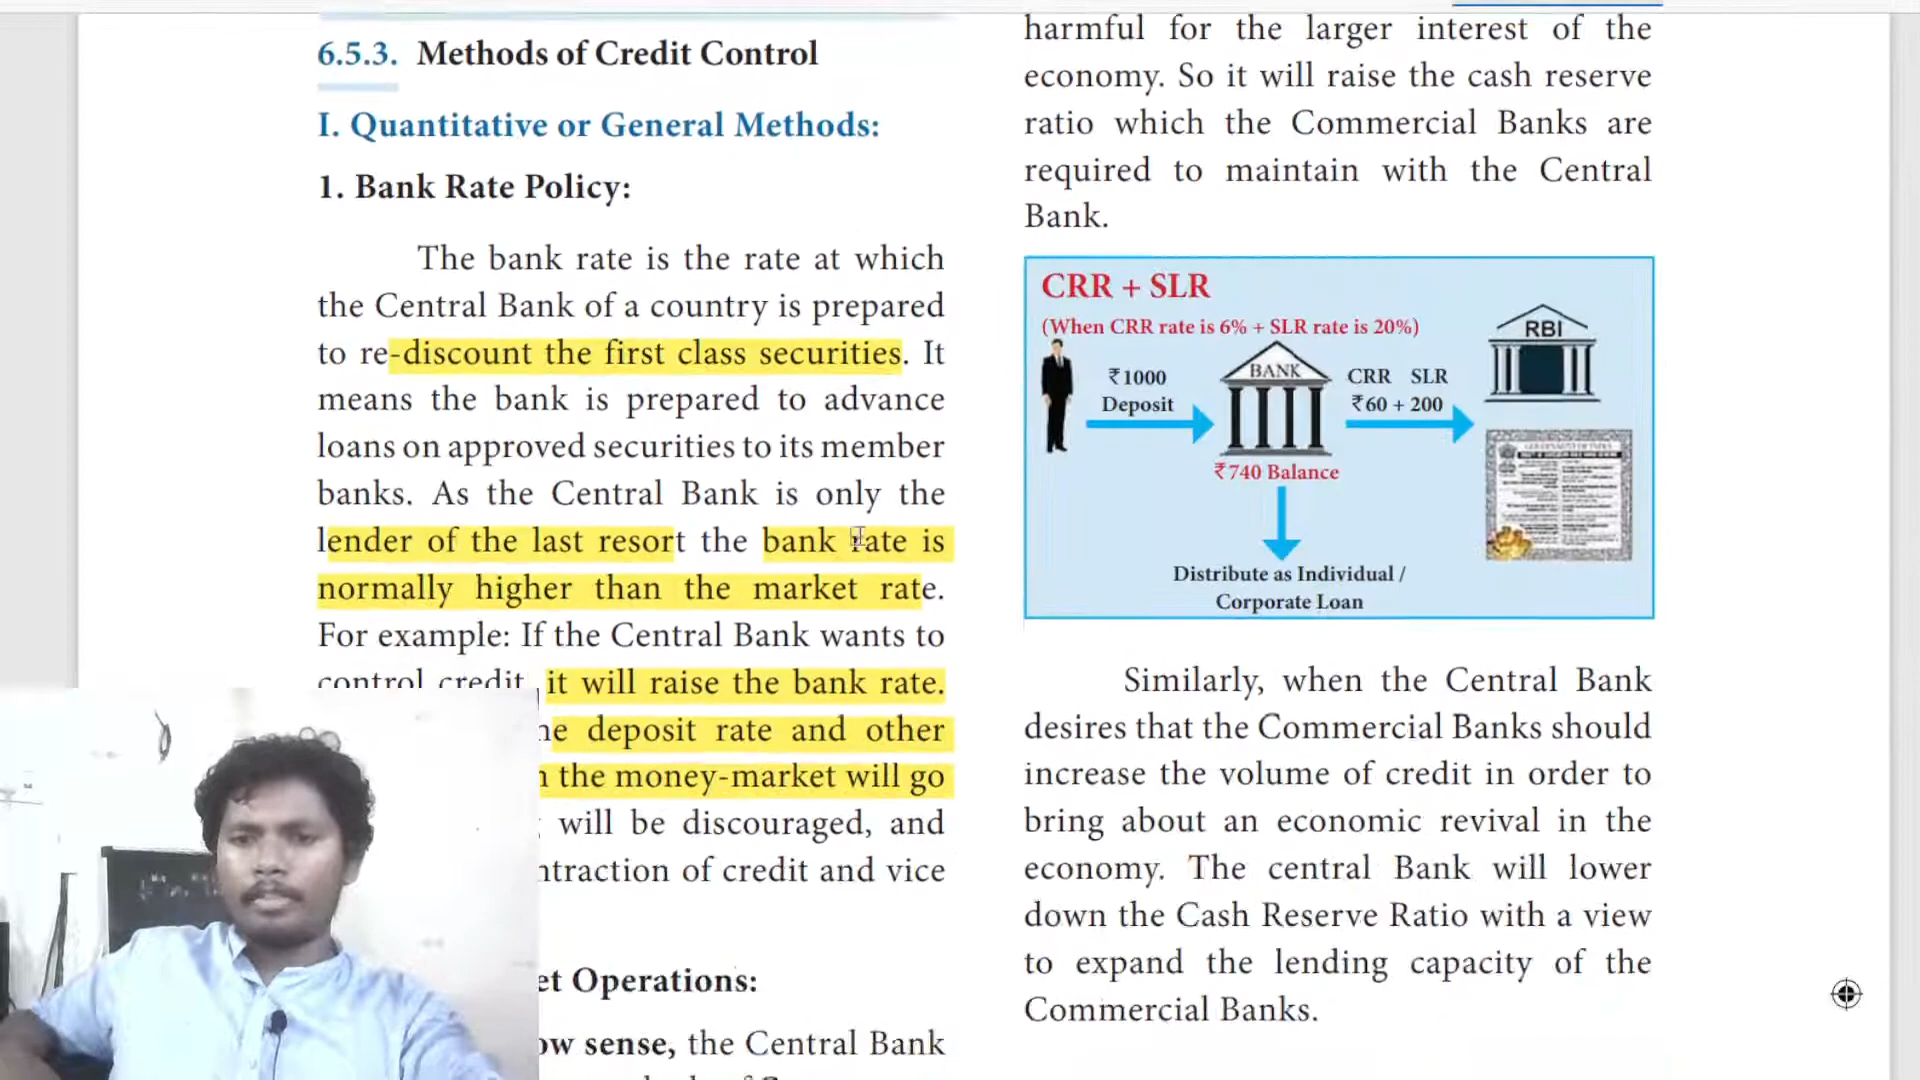 6.5.3. Methods of Credit Control
I. Quantitative or General Methods:
1. Bank Rate Policy:
The bank rate is the rate at which
the Central Bank of a country is prepared
to re-discount the first class securities. It
means the bank is prepared to advance
loans on approved securities to its member
banks. As the Central Bank is only the
lender of the last resort the bank rate is
normally higher than the market rate.
For example: If the Central Bank wants to
control credit, it will raise the bank rate.
deposit rate and other
the money-market will go
will be discouraged, and
of credit and vice
Operations:
sense, the Central Bank
harmful for the larger interest of the
economy. So it will raise the cash reserve
ratio which the Commercial Banks are
required to maintain with the Central
Bank.
CRR + SLR
(When CRR rate is 6% + SLR rate is 20%)
₹1000
Deposit
BANK
₹740 Balance
CRR SLR
₹60 + 200
RBI
Distribute as Individual /
Corporate Loan
Similarly, when the Central Bank
desires that the Commercial Banks should
increase the volume of credit in order to
bring about an economic revival in the
economy. The central Bank will lower
down the Cash Reserve Ratio with a view
to expand the lending capacity of the
Commercial Banks.